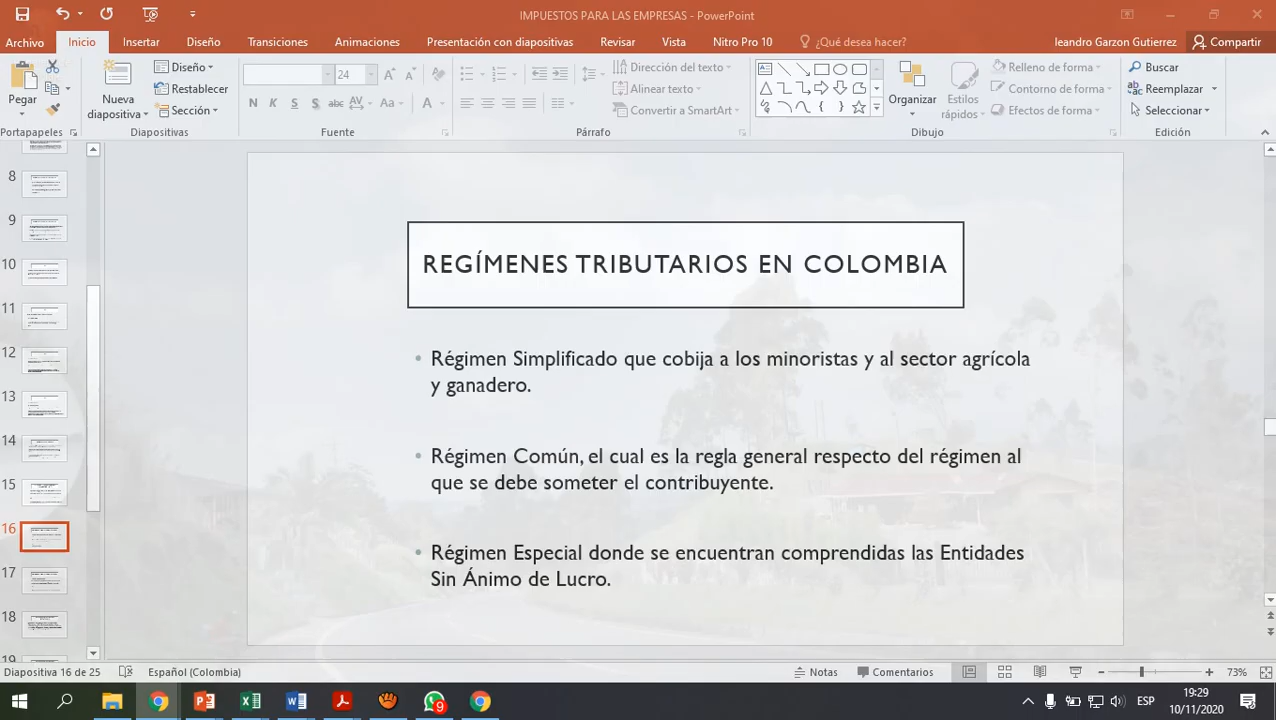 IMPUESTOS PARA LAS EMPRESAS - PowerPoint
Archivo Inicio Insertar Diseño Transiciones Animaciones Presentación con diapositivas Revisar Vista Nitro Pro 10 ¿Qué desea hacer? leandro Garzon Gutierrez Compartir
Pegar
Portapapeles
Nueva diapositiva
Diseño
Restablecer
Sección
Diapositivas
24
N K S S abc AV Aa A
Fuente
Dirección del texto
Alinear texto
Convertir a SmartArt
Párrafo
Organizar
Estilos rápidos
Relleno de forma
Contorno de forma
Efectos de forma
Dibujo
Buscar
Reemplazar
Seleccionar
Edición
8
9
10
11
12
13
14
15
16
17
18
19
REGÍMENES TRIBUTARIOS EN COLOMBIA
• Régimen Simplificado que cobija a los minoristas y al sector agrícola
y ganadero.
• Régimen Común, el cual es la regla general respecto del régimen al
que se debe someter el contribuyente.
• Régimen Especial donde se encuentran comprendidas las Entidades
Sin Ánimo de Lucro.
Diapositiva 16 de 25 Español (Colombia) Notas Comentarios 73%
9 ESP 19:29
10/11/2020